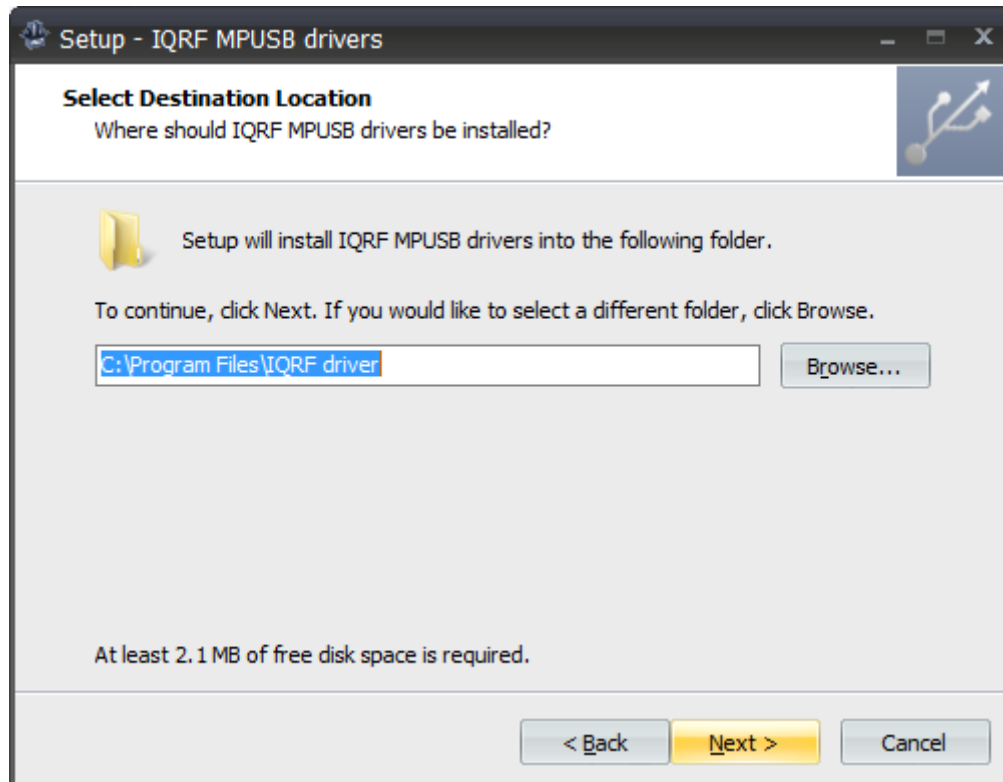 Setup - IQRF MPUSB drivers
Select Destination Location
Where should IQRF MPUSB drivers be installed?
Setup will install IQRF MPUSB drivers into the following folder.
To continue, click Next. If you would like to select a different folder, click Browse.
C:\Program Files\IQRF driver
Browse...
At least 2.1 MB of free disk space is required.
< Back
Next >
Cancel